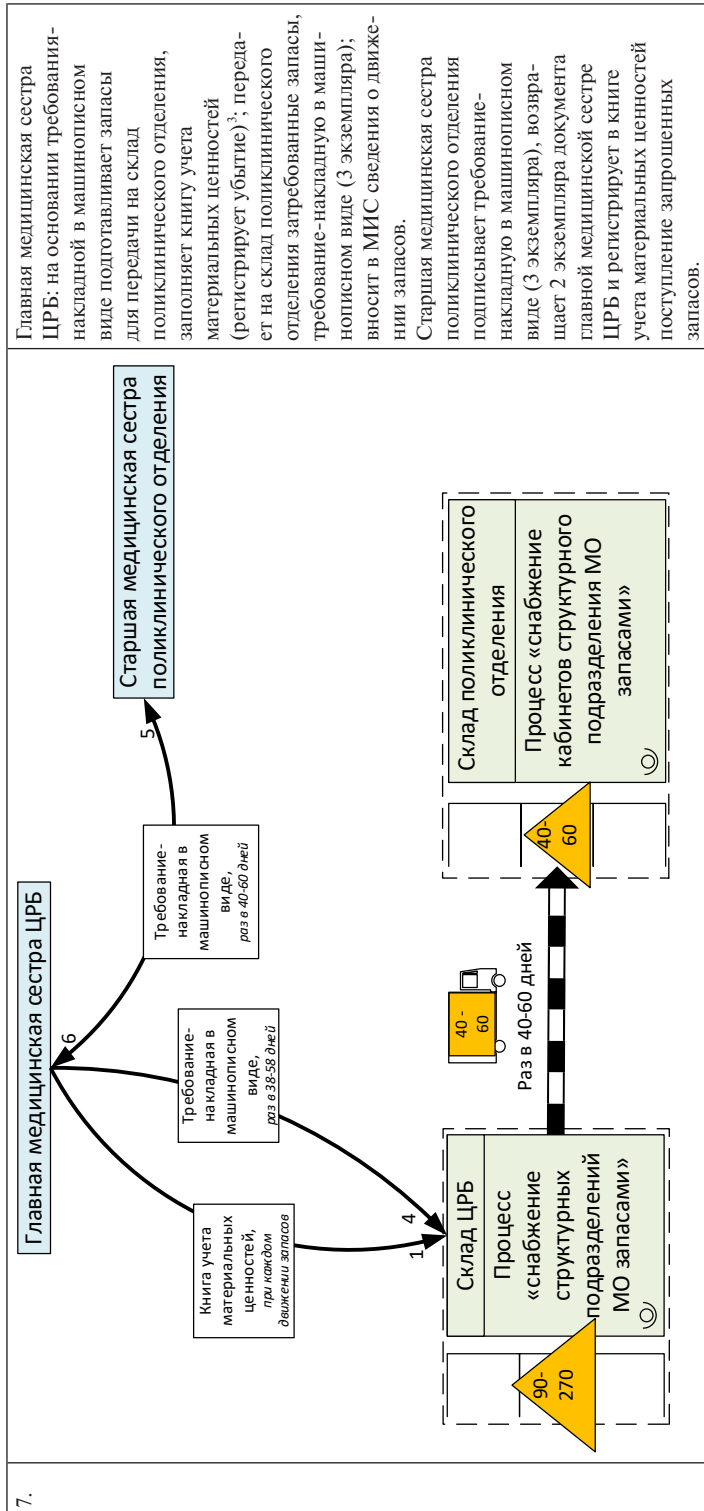 7.
Главная медицинская сестра ЦРБ
6
5
Старшая медицинская сестра
поликлинического отделения
Книга учета
материальных
ценностей,
при каждом
движении запасов
Требование-
накладная в
машинописном
виде,
раз в 38-58 дней
Требование-
накладная в
машинописном
виде,
раз в 40-60 дней
1
4
90-
270
Склад ЦРБ
Процесс
«снабжение
структурных
подразделений
МО запасами»
40 -
60
Раз в 40-60 дней
40-
60
Склад поликлинического
отделения
Процесс «снабжение
кабинетов структурного
подразделения МО
запасами»
Главная медицинская сестра
ЦРБ: на основании требования-
накладной в машинописном
виде подготавливает запасы
для передачи на склад
поликлинического отделения,
заполняет книгу учета
материальных ценностей
(регистрирует убытие)³; переда-
ет на склад поликлинического
отделения затребованные запасы,
требование-накладную в маши-
нописном виде (3 экземпляра);
вносит в МИС сведения о движе-
нии запасов.
Старшая медицинская сестра
поликлинического отделения
подписывает требование-
накладную в машинописном
виде (3 экземпляра), возвра-
щает 2 экземпляра документа
главной медицинской сестре
ЦРБ и регистрирует в книге
учета материальных ценностей
поступление запрошенных
запасов.